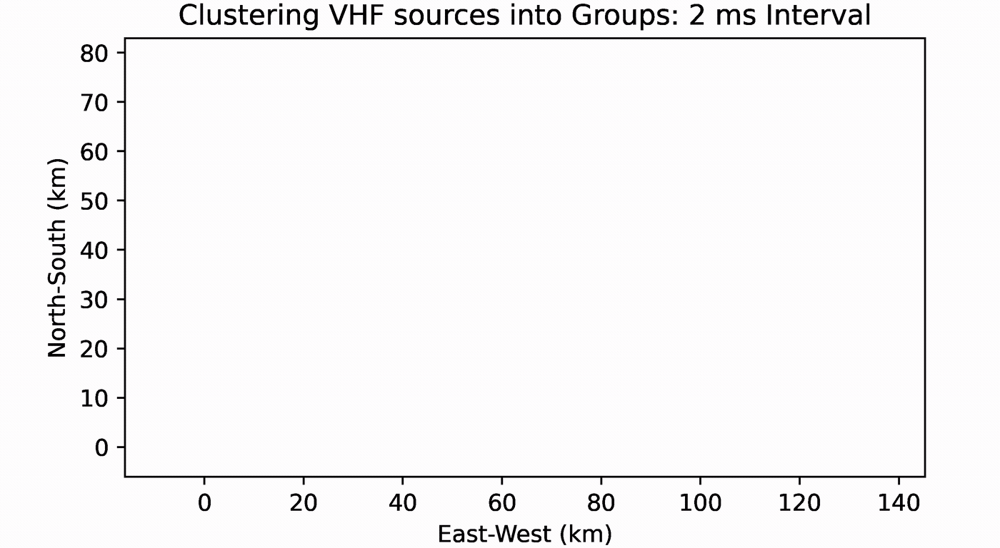 Clustering VHF sources into Groups: 2 ms Interval
80
70
60
50
40
30
20
10
0
North-South (km)
0 20 40 60 80 100 120 140
East-West (km)